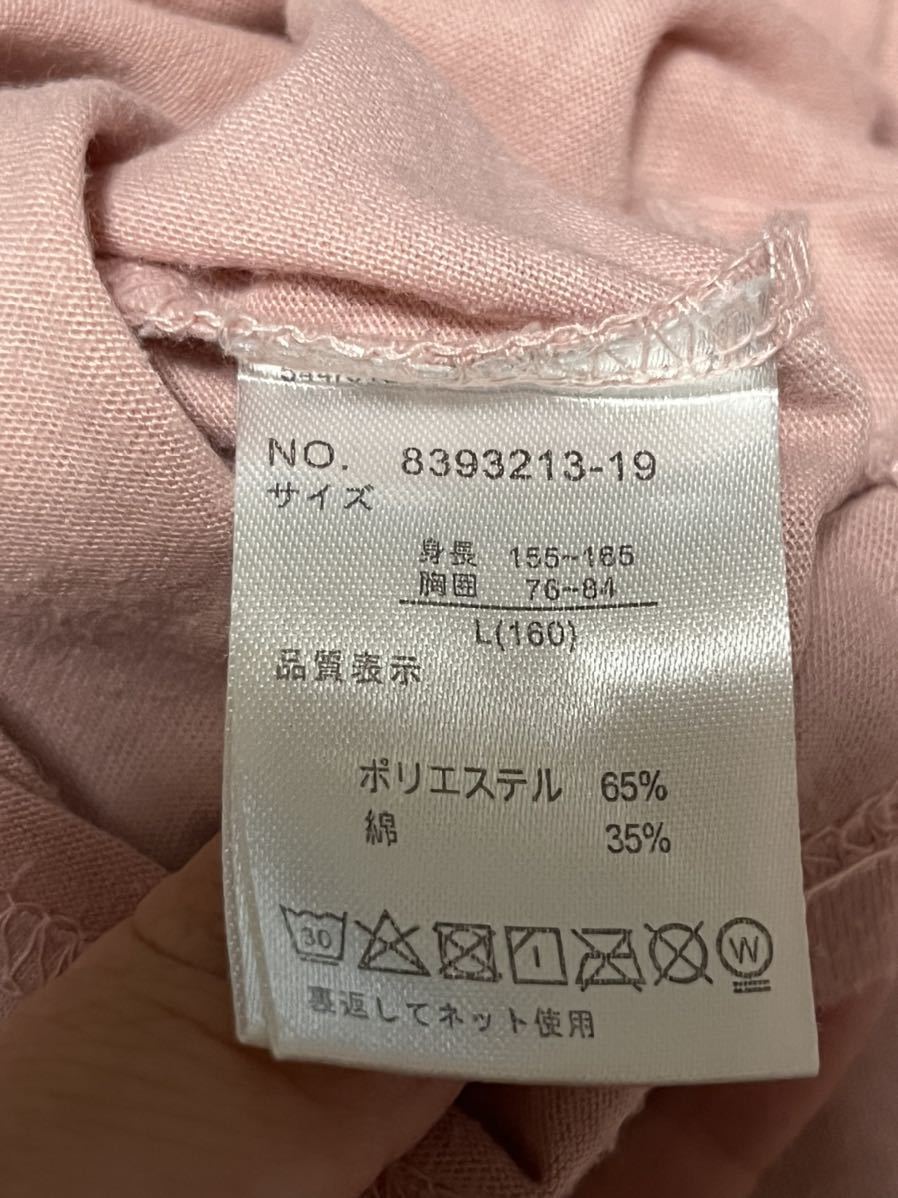 NO. 8393213-19
サイズ
身長 155~165
胸囲 76~84
L(160)
品質表示
ポリエステル 65%
綿 35%
30
W
裏返してネット使用